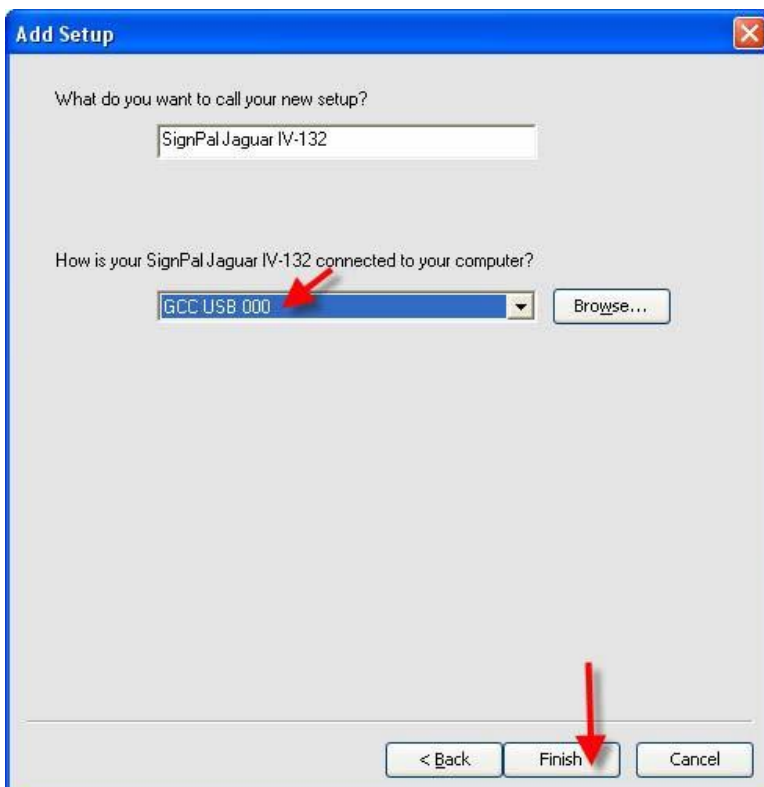 Add Setup
What do you want to call your new setup?
SignPal Jaguar IV-132
How is your SignPal Jaguar IV-132 connected to your computer?
GCC USB 000
Browse...
< Back
Finish
Cancel